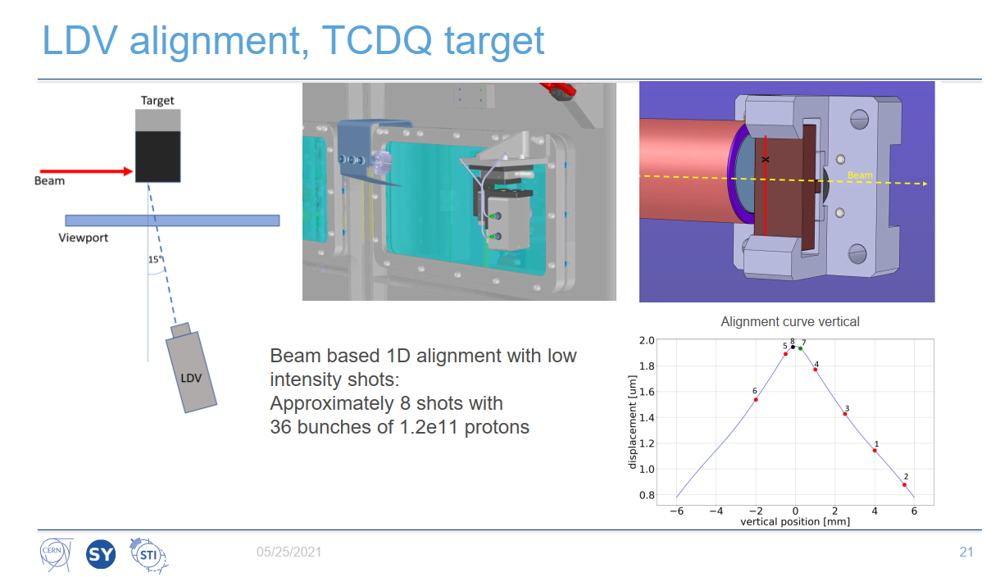 LDV alignment, TCDQ target
Target
Beam
Viewport
15°
LDV
Beam
x
Beam based 1D alignment with low
intensity shots:
Approximately 8 shots with
36 bunches of 1.2e11 protons
Alignment curve vertical
displacement [um]
2.0
1.8
1.6
1.4
1.2
1.0
0.8
5
8
7
4
6
3
1
2
−6
−4
−2
0
2
4
6
vertical position [mm]
CERN
SY
STI
05/25/2021
21